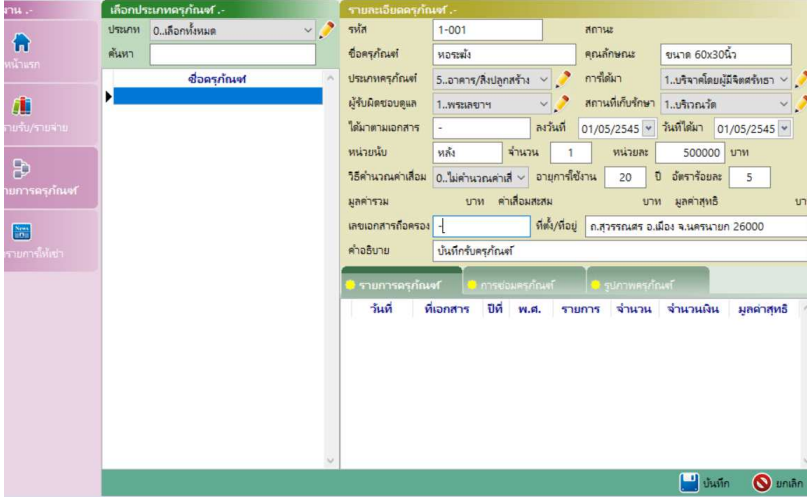 งาน .-
หน้าแรก
รายรับ/รายจ่าย
รายการครุภัณฑ์
รายการให้เช่า
เลือกประเภทครุภัณฑ์ .-
ประเภท 0..เลือกทั้งหมด
ค้นหา
ชื่อครุภัณฑ์
รายละเอียดครุภัณฑ์ .-
รหัส 1-001 สถานะ
ชื่อครุภัณฑ์ หอระฆัง คุณลักษณะ ขนาด 60x30นิ้ว
ประเภทครุภัณฑ์ 5..อาคาร/สิ่งปลูกสร้าง การได้มา 1..บริจาคโดยผู้มีจิตศรัทธา
ผู้รับผิดชอบดูแล 1..พระเลขาฯ สถานที่เก็บรักษา 1..บริเวณวัด
ได้มาตามเอกสาร - ลงวันที่ 01/05/2545 วันที่ได้มา 01/05/2545
หน่วยนับ หลัง จำนวน 1 หน่วยละ 500000 บาท
วิธีคำนวณค่าเสื่อม 0..ไม่คำนวณค่าเสื่ อายุการใช้งาน 20 ปี อัตราร้อยละ 5
มูลค่ารวม บาท ค่าเสื่อมสะสม บาท มูลค่าสุทธิ บา
เลขเอกสารถือครอง - ที่ตั้ง/ที่อยู่ ถ.สุวรรณศร อ.เมือง จ.นครนายก 26000
คำอธิบาย บันทึกรับครุภัณฑ์
รายการครุภัณฑ์ การซ่อมครุภัณฑ์ รูปภาพครุภัณฑ์
วันที่ ที่เอกสาร ปีที่ พ.ศ. รายการ จำนวน จำนวนเงิน มูลค่าสุทธิ
บันทึก ยกเลิก